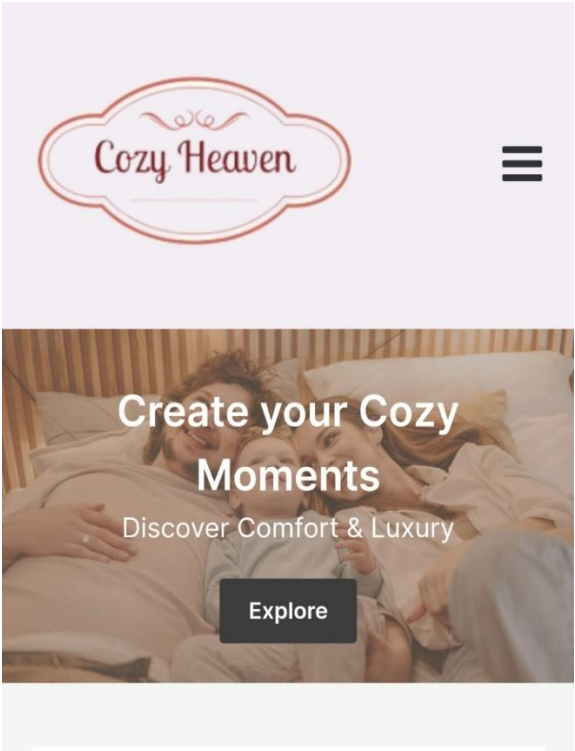 Cozy Heaven
Create your Cozy
Moments
Discover Comfort & Luxury
Explore